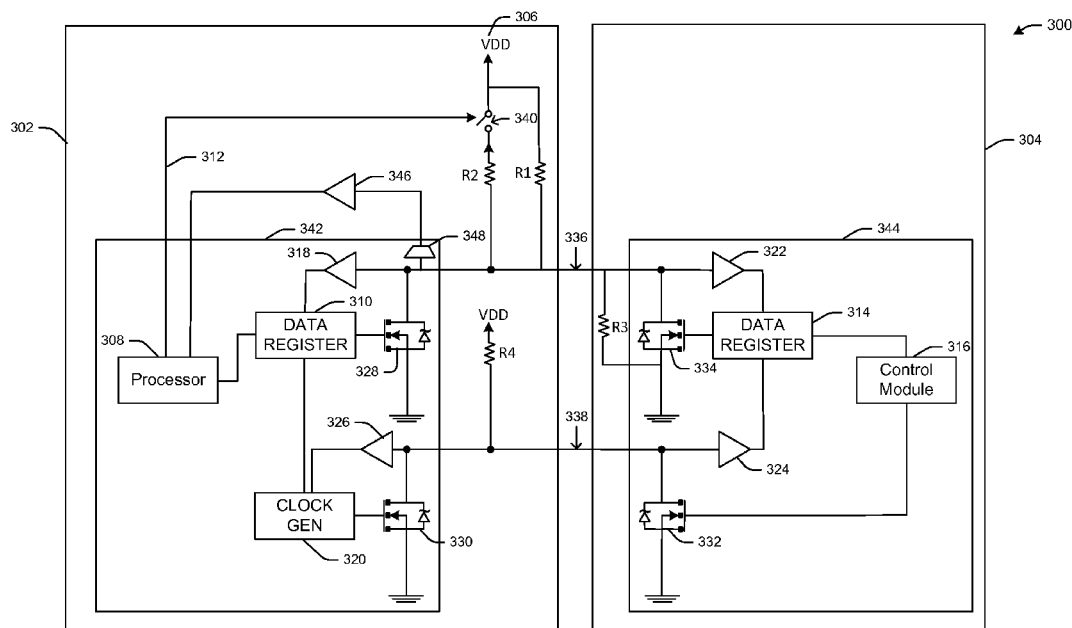 306
300
VDD
302
340
304
312
R2
R1
346
342
348
336
344
318
322
310
308
DATA
REGISTER
VDD
R3
DATA
REGISTER
314
316
Processor
328
R4
334
Control
Module
326
338
324
CLOCK
GEN
330
332
320